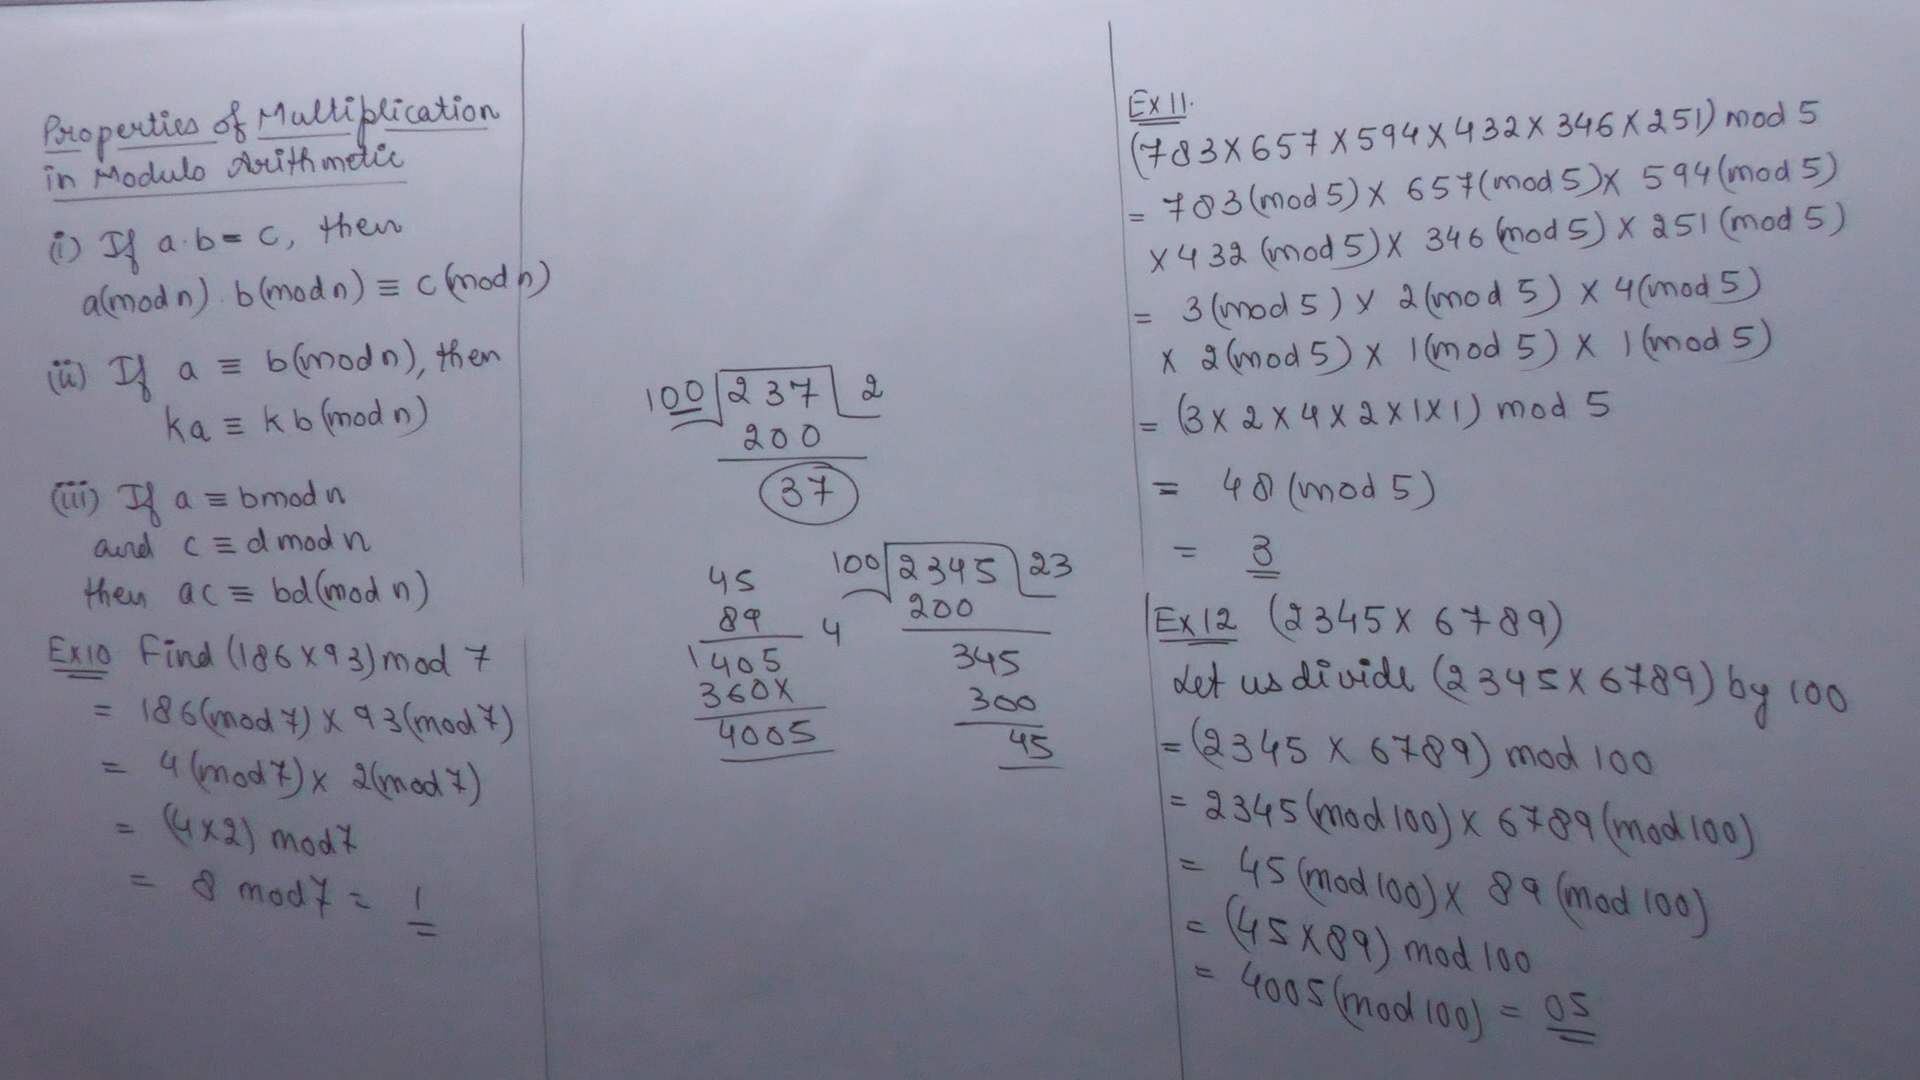 Properties of Multiplication
in Modulo Arithmetic
(i) If a·b = c, then
a(mod n) · b(mod n) ≡ c(mod n)
(ii) If a ≡ b(mod n), then
ka ≡ kb(mod n)
(iii) If a ≡ b mod n
and c ≡ d mod n
then ac ≡ bd(mod n)
Ex10 Find (186×93) mod 7
= 186(mod 7) × 93(mod 7)
= 4(mod 7) × 2(mod 7)
= (4×2) mod 7
= 8 mod 7 = 1
100 237 2
200
37
45
89 4
1405
360×
4005
100 2345 23
200
345
300
45
Ex 11.
(783×657×594×432×346×251) mod 5
= 783(mod 5) × 657(mod 5) × 594(mod 5)
× 432(mod 5) × 346(mod 5) × 251(mod 5)
= 3(mod 5) × 2(mod 5) × 4(mod 5)
× 2(mod 5) × 1(mod 5) × 1(mod 5)
= (3×2×4×2×1×1) mod 5
= 48(mod 5)
= 3
Ex 12 (2345×6789)
Let us divide (2345×6789) by 100
= (2345 × 6789) mod 100
= 2345(mod 100) × 6789(mod 100)
= 45(mod 100) × 89(mod 100)
= (45×89) mod 100
= 4005(mod 100) = 05